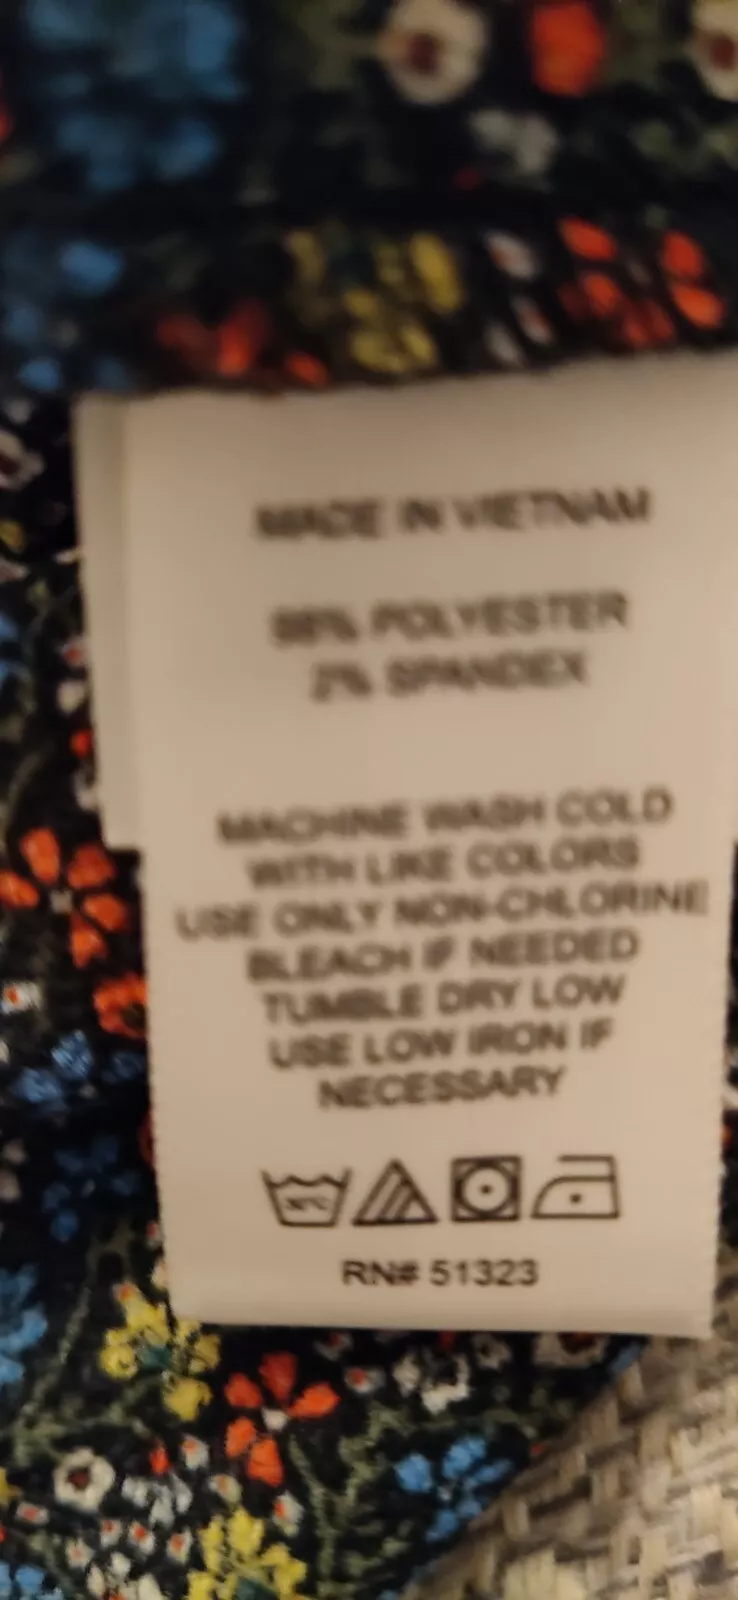 MADE IN VIETNAM
98% POLYESTER
2% SPANDEX
MACHINE WASH COLD
WITH LIKE COLORS
USE ONLY NON-CHLORINE
BLEACH IF NEEDED
TUMBLE DRY LOW
USE LOW IRON IF
NECESSARY
RN# 51323